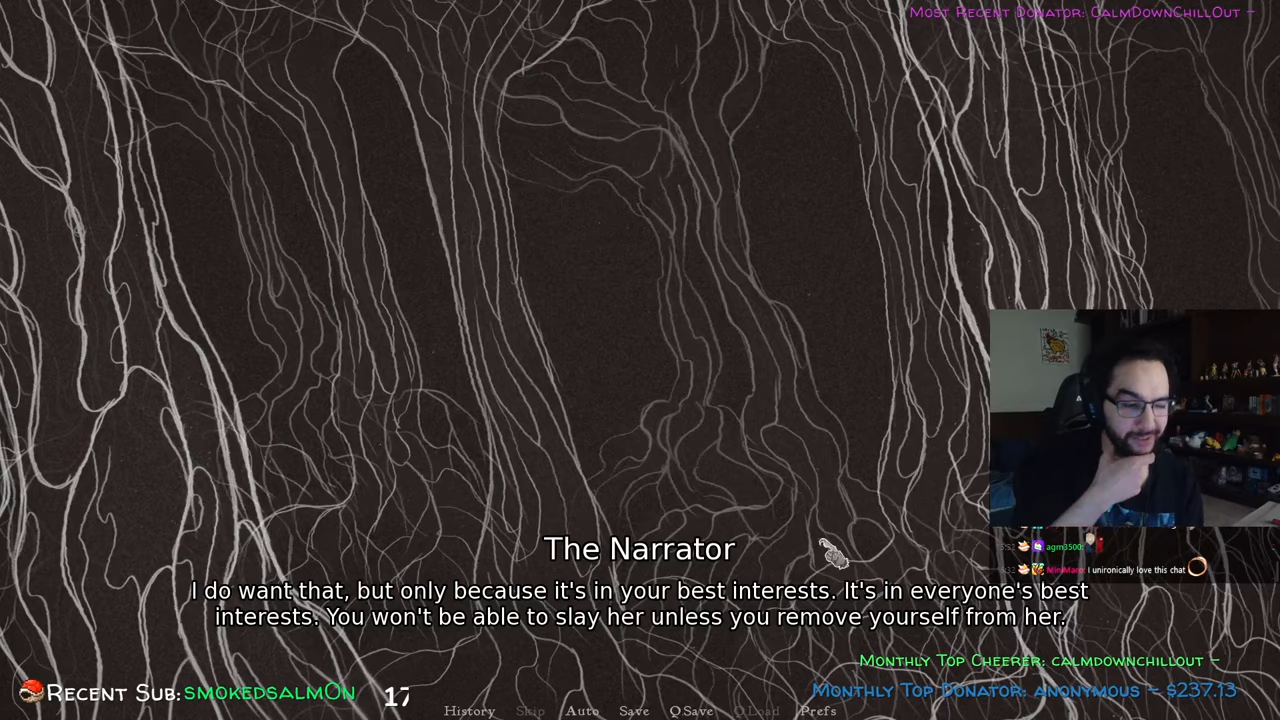 Most Recent Donator: CalmDownChillOut -
The Narrator
agm3500:
MiniMaro: I unironically love this chat
I do want that, but only because it's in your best interests. It's in everyone's best
interests. You won't be able to slay her unless you remove yourself from her.
Monthly Top Cheerer: calmdownchillout -
Recent Sub: smokedsalm0n
17
Monthly Top Donator: anonymous - $237.13
History Skip Auto Save Q.Save Q.Load Prefs